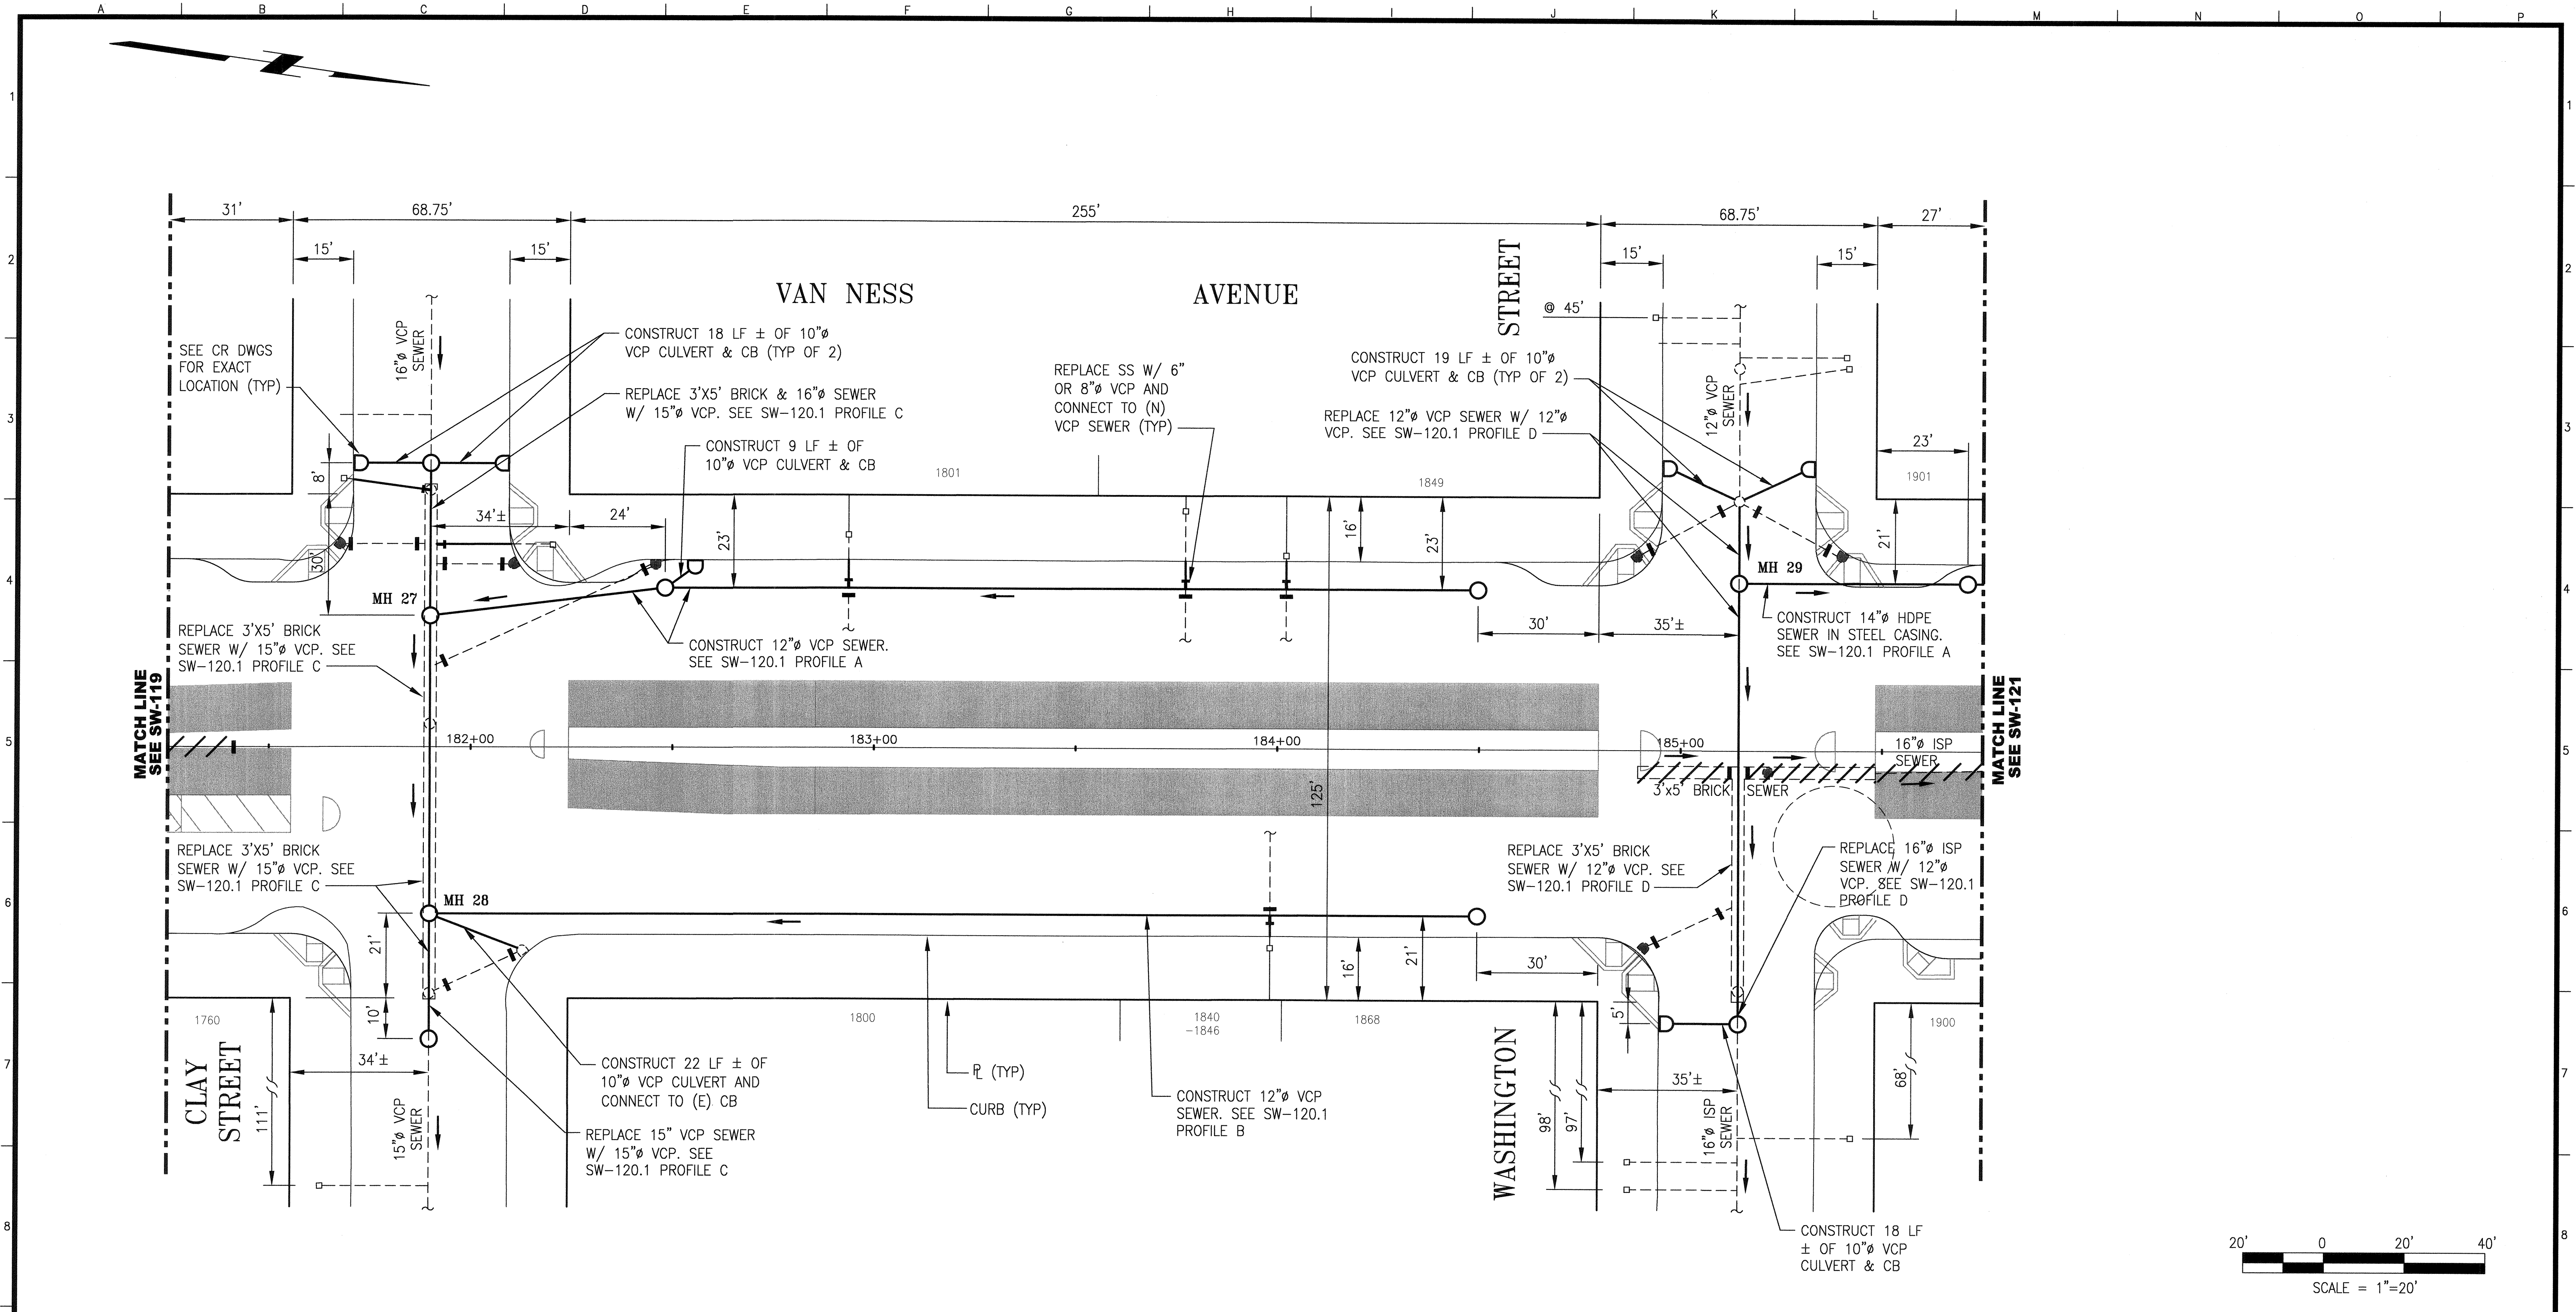 A B C D E F G H I J K L M N O P
1
1
2
2
3
3
4
4
5
5
6
6
7
7
8
8
31'
68.75'
255'
68.75'
27'
15'
15'
15'
15'
VAN NESS AVENUE
STREET
@ 45'
16"ø VCP
SEWER
SEE CR DWGS
FOR EXACT
LOCATION (TYP)
CONSTRUCT 18 LF ± OF 10"ø
VCP CULVERT & CB (TYP OF 2)
REPLACE 3'X5' BRICK & 16"ø SEWER
W/ 15"ø VCP. SEE SW-120.1 PROFILE C
CONSTRUCT 9 LF ± OF
10"ø VCP CULVERT & CB
REPLACE SS W/ 6"
OR 8"ø VCP AND
CONNECT TO (N)
VCP SEWER (TYP)
CONSTRUCT 19 LF ± OF 10"ø
VCP CULVERT & CB (TYP OF 2)
REPLACE 12"ø VCP SEWER W/ 12"ø
VCP. SEE SW-120.1 PROFILE D
12"ø VCP
SEWER
23'
1801
1849
1901
8'
30'
34'±
24'
23'
16'
23'
21'
MH 27
MH 29
REPLACE 3'X5' BRICK
SEWER W/ 15"ø VCP. SEE
SW-120.1 PROFILE C
CONSTRUCT 12"ø VCP SEWER.
SEE SW-120.1 PROFILE A
30'
35'±
CONSTRUCT 14"ø HDPE
SEWER IN STEEL CASING.
SEE SW-120.1 PROFILE A
MATCH LINE
SEE SW-119
MATCH LINE
SEE SW-121
182+00
183+00
184+00
185+00
16"ø ISP
SEWER
3'x5' BRICK SEWER
125'
REPLACE 3'X5' BRICK
SEWER W/ 15"ø VCP. SEE
SW-120.1 PROFILE C
REPLACE 3'X5' BRICK
SEWER W/ 12"ø VCP. SEE
SW-120.1 PROFILE D
REPLACE 16"ø ISP
SEWER W/ 12"ø
VCP. SEE SW-120.1
PROFILE D
MH 28
21'
10'
16'
21'
30'
5'
1760
1800
1840
-1846
1868
1900
34'±
111'
CLAY
STREET
15"ø VCP
SEWER
CONSTRUCT 22 LF ± OF
10"ø VCP CULVERT AND
CONNECT TO (E) CB
REPLACE 15" VCP SEWER
W/ 15"ø VCP. SEE
SW-120.1 PROFILE C
PL (TYP)
CURB (TYP)
CONSTRUCT 12"ø VCP
SEWER. SEE SW-120.1
PROFILE B
WASHINGTON
98'
97'
35'±
16"ø ISP
SEWER
68'
CONSTRUCT 18 LF
± OF 10"ø VCP
CULVERT & CB
20' 0 20' 40'
SCALE = 1"=20'